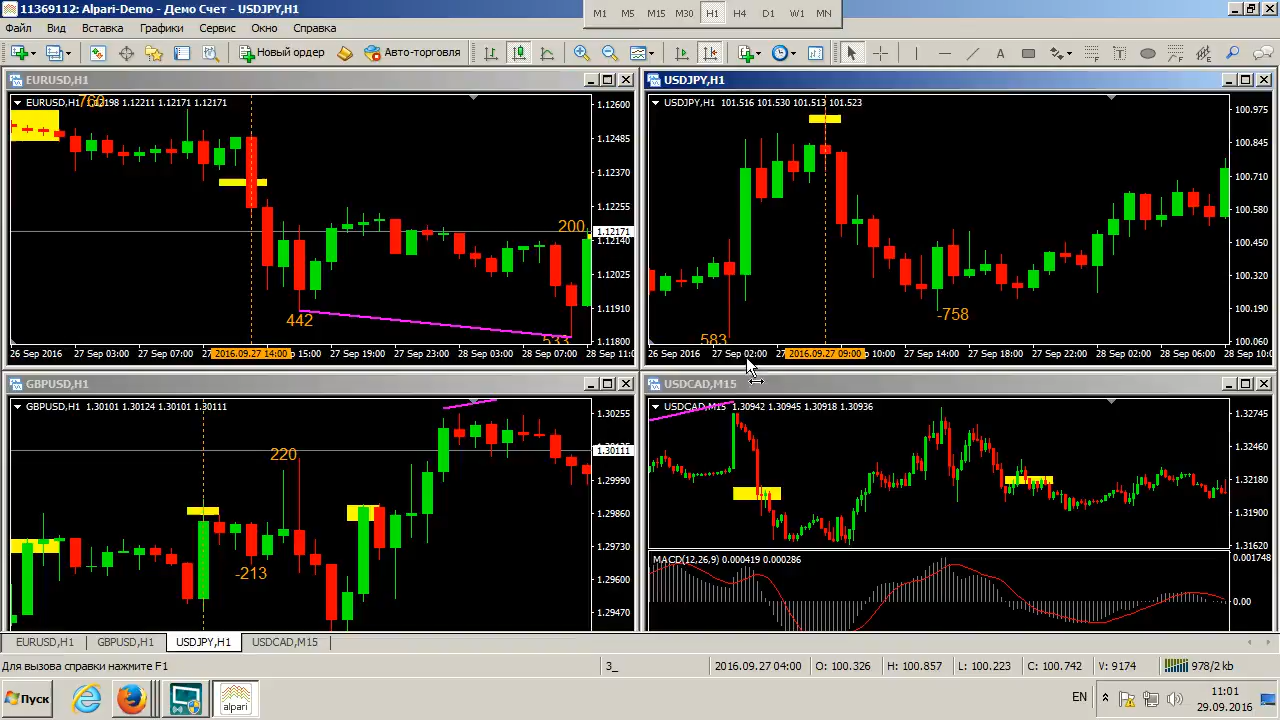 11369112: Alpari-Demo - Демо Счет - USDJPY,H1
M1 M5 M15 M30 H1 H4 D1 W1 MN
Файл Вид Вставка Графики Сервис Окно Справка
Новый ордер Авто-торговля
EURUSD,H1
EURUSD,H1 1.12198 1.12211 1.12171 1.12171
760
1.12600
1.12485
1.12370
1.12255
1.12171
1.12140
1.12025
1.11910
1.11800
200
442
533
26 Sep 2016 27 Sep 03:00 27 Sep 07:00 2016.09.27 14:00 27 Sep 19:00 27 Sep 23:00 28 Sep 03:00 28 Sep 07:00 28 Sep 11:00
USDJPY,H1
USDJPY,H1 101.516 101.530 101.513 101.523
100.975
100.845
100.710
100.580
100.450
100.320
100.190
100.060
583
-758
26 Sep 2016 27 Sep 02:00 2016.09.27 09:00 27 Sep 14:00 27 Sep 18:00 28 Sep 02:00 28 Sep 06:00 28 Sep 10:00
GBPUSD,H1
GBPUSD,H1 1.30101 1.30124 1.30101 1.30111
1.30255
1.30111
1.29990
1.29860
1.29730
1.29600
1.29470
220
-213
USDCAD,M15
USDCAD,M15 1.30942 1.30945 1.30918 1.30936
1.32745
1.32460
1.32180
1.31900
1.31620
MACD(12,26,9) 0.000419 0.000286
0.001748
0.00
EURUSD,H1 GBPUSD,H1 USDJPY,H1 USDCAD,M15
Для вызова справки нажмите F1
3_
2016.09.27 04:00 O: 100.326 H: 100.857 L: 100.223 C: 100.742 V: 9174 978/2 kb
Пуск
alpari
EN
11:01
29.09.2016